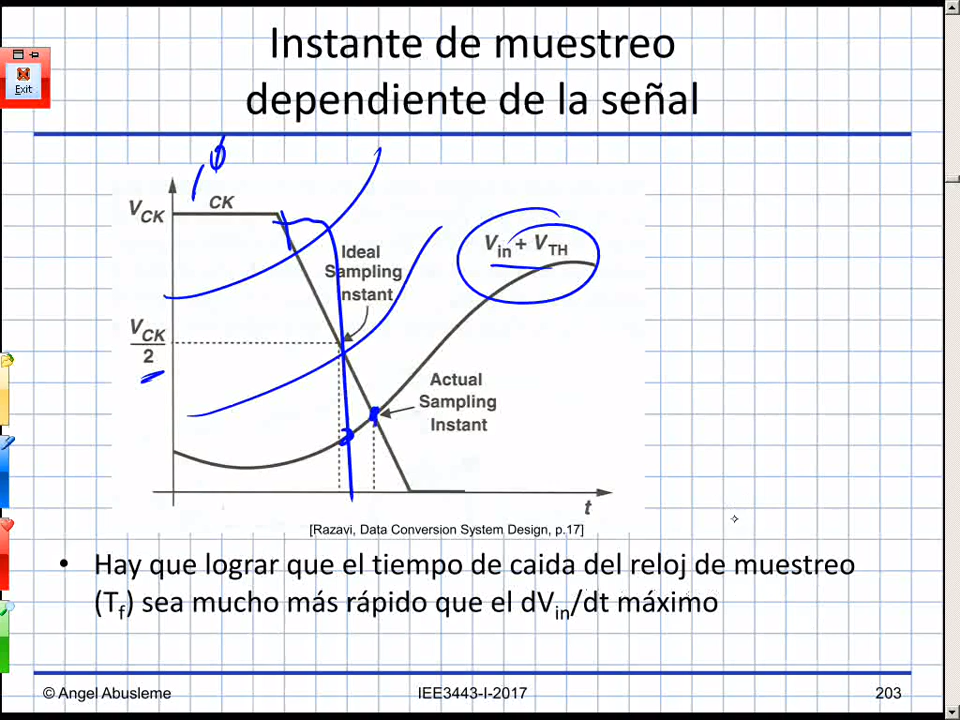 Instante de muestreo
dependiente de la señal
Exit
ϕ
V_CK
CK
Ideal
Sampling
Instant
V_in + V_TH
V_CK
2
Actual
Sampling
Instant
t
[Razavi, Data Conversion System Design, p.17]
• Hay que lograr que el tiempo de caida del reloj de muestreo
(T_f) sea mucho más rápido que el dV_in/dt máximo
© Angel Abusleme
IEE3443-I-2017
203